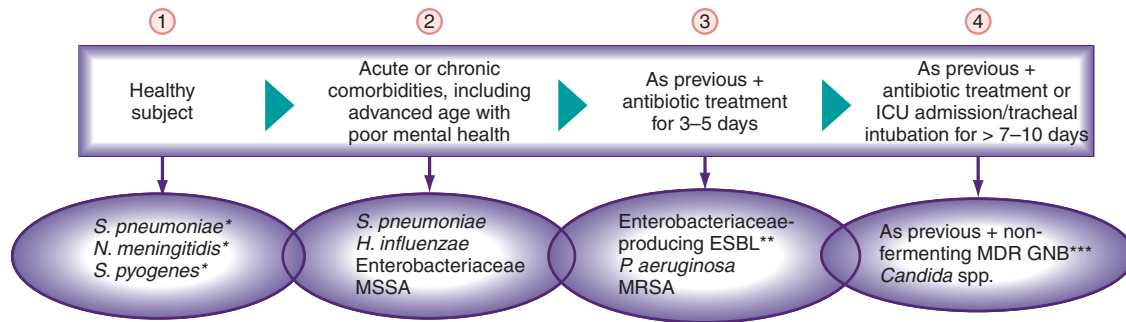 1
Healthy
subject
2
Acute or chronic
comorbidities, including
advanced age with
poor mental health
3
As previous +
antibiotic treatment
for 3–5 days
4
As previous +
antibiotic treatment or
ICU admission/tracheal
intubation for > 7–10 days
S. pneumoniae*
N. meningitidis*
S. pyogenes*
S. pneumoniae
H. influenzae
Enterobacteriaceae
MSSA
Enterobacteriaceae-
producing ESBL**
P. aeruginosa
MRSA
As previous + non-
fermenting MDR GNB***
Candida spp.